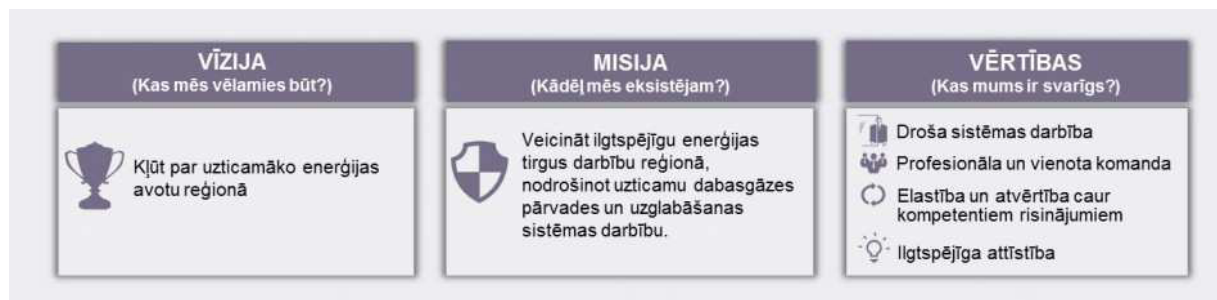 VĪZIJA
(Kas mēs vēlamies būt?)
Kļūt par uzticamāko enerģijas
avotu reģionā
MISIJA
(Kādēļ mēs eksistējam?)
Veicināt ilgtspējīgu enerģijas
tirgus darbību reģionā,
nodrošinot uzticamu dabasgāzes
pārvades un uzglabāšanas
sistēmas darbību.
VĒRTĪBAS
(Kas mums ir svarīgs?)
Droša sistēmas darbība
Profesionāla un vienota komanda
Elastība un atvērtība caur
kompetentiem risinājumiem
Ilgtspējīga attīstība